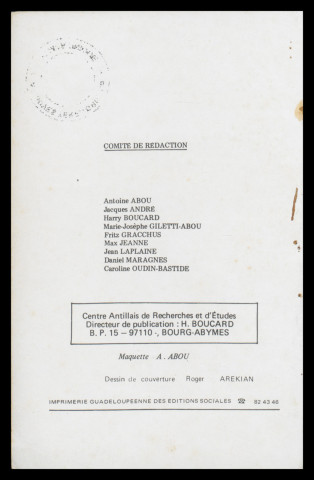 COMITE DE REDACTION
Antoine ABOU
Jacques ANDRE
Harry BOUCARD
Marie-Josèphe GILETTI-ABOU
Fritz GRACCHUS
Max JEANNE
Jean LAPLAINE
Daniel MARAGNES
Caroline OUDIN-BASTIDE
Centre Antillais de Recherches et d'Études
Directeur de publication : H. BOUCARD
B. P. 15 — 97110 -, BOURG-ABYMES
Maquette A. ABOU
Dessin de couverture Roger AREKIAN
IMPRIMERIE GUADELOUPÉENNE DES EDITIONS SOCIALES ☎ 82 43 48